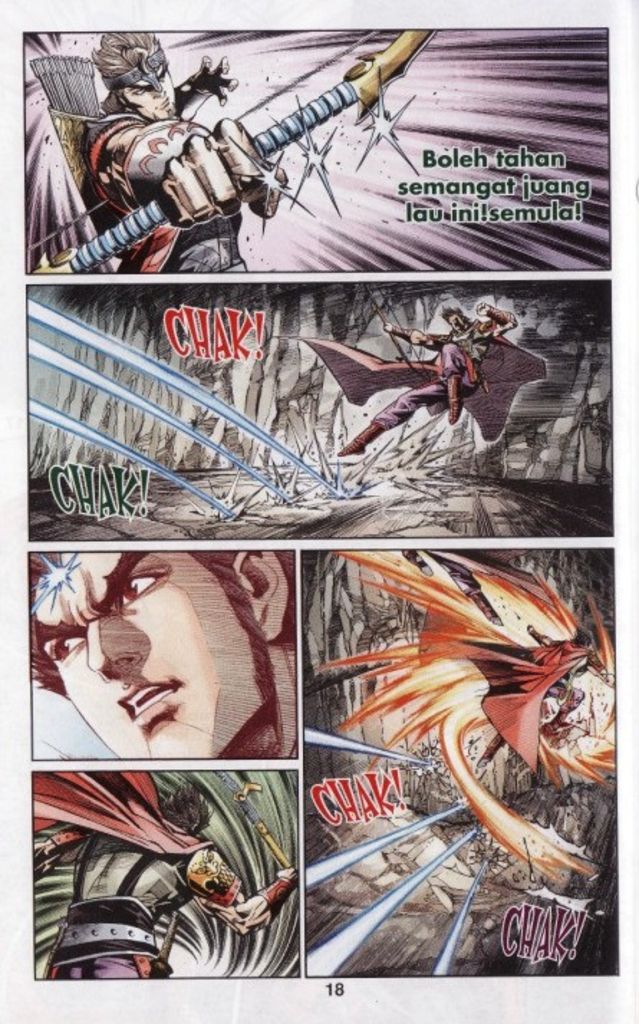 Boleh tahan
semangat juang
lau ini!semula!
CHAK!
CHAK!
CHAK!
CHAK!
18